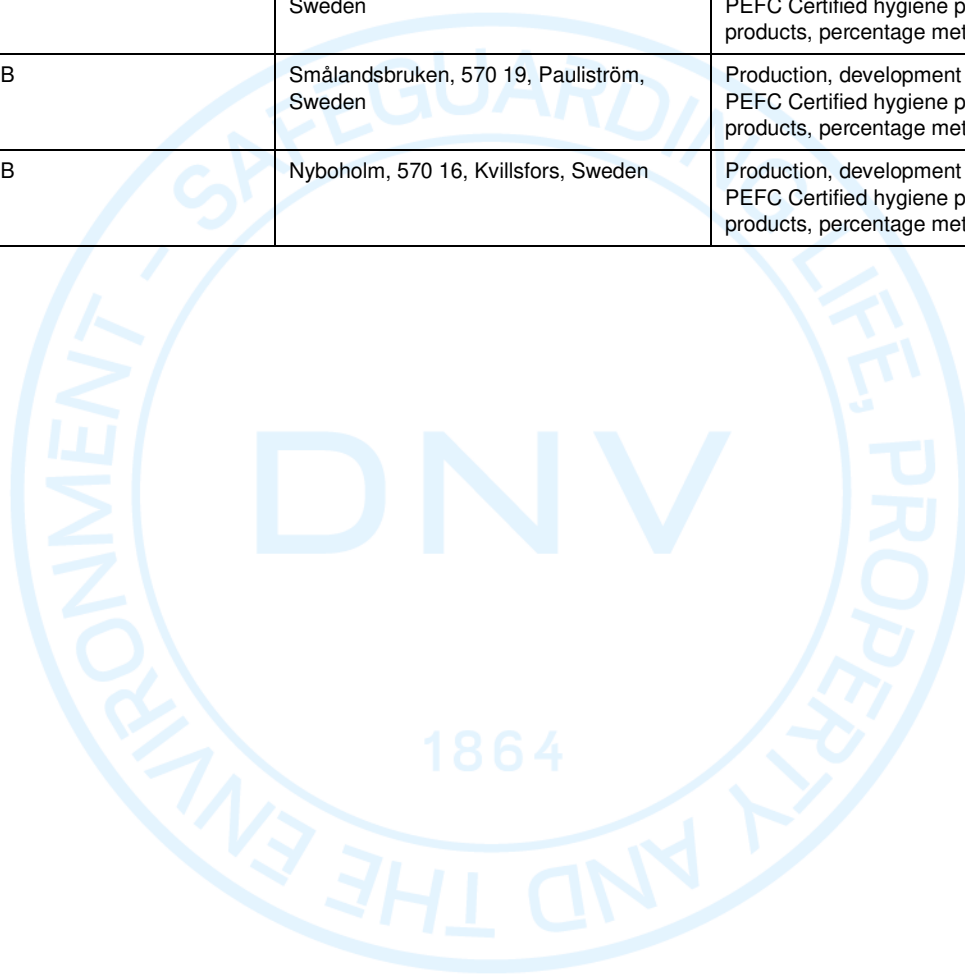 Sweden
PEFC Certified hygiene p
products, percentage met
B
Smålandsbruken, 570 19, Pauliström,
Sweden
Production, development
PEFC Certified hygiene p
products, percentage met
B
Nyboholm, 570 16, Kvillsfors, Sweden
Production, development
PEFC Certified hygiene p
products, percentage met
SAFEGUARDING LIFE, PROPERTY AND THE ENVIRONMENT –
DNV
1864